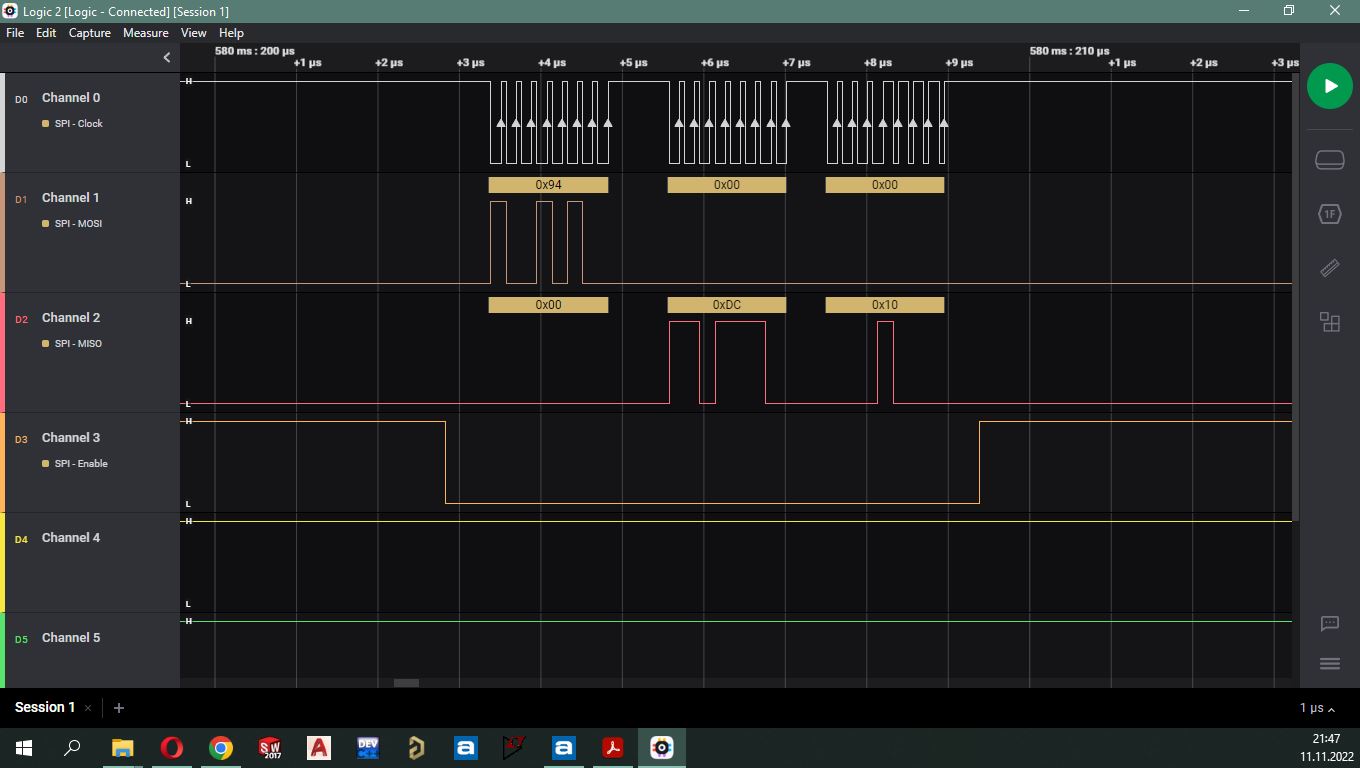 Logic 2 [Logic - Connected] [Session 1]
File Edit Capture Measure View Help
580 ms : 200 µs 580 ms : 210 µs
+1 µs +2 µs +3 µs +4 µs +5 µs +6 µs +7 µs +8 µs +9 µs +1 µs +2 µs +3 µs
D0 Channel 0 H
SPI - Clock
L
0x94 0x00 0x00
D1 Channel 1 H
SPI - MOSI
L
0x00 0xDC 0x10
D2 Channel 2 H
SPI - MISO
L
H
D3 Channel 3
SPI - Enable
L
H
D4 Channel 4
L
H
D5 Channel 5
1F
Session 1 × + 1 µs
SW 2017 A DEV a a
21:47
11.11.2022